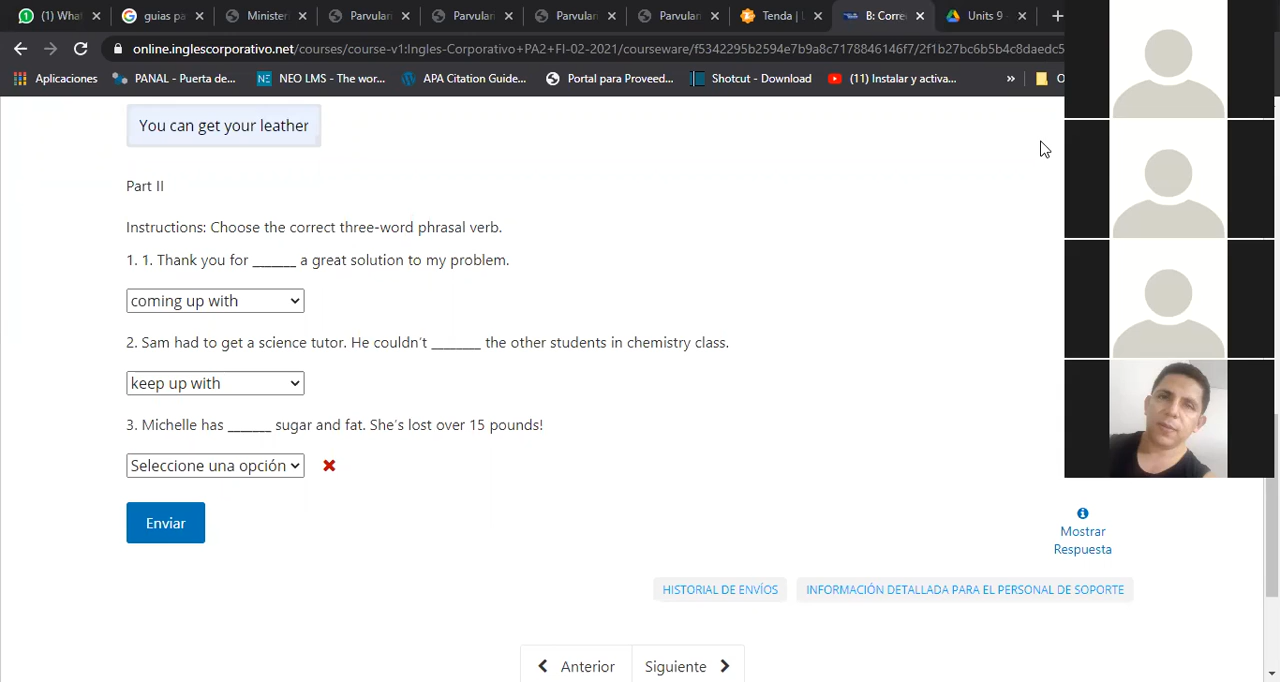 (1) What
guias pa
Minister
Parvular
Parvular
Parvular
Parvular
Tenda | L
B: Corre
Units 9 -
online.inglescorporativo.net/courses/course-v1:Ingles-Corporativo+PA2+FI-02-2021/courseware/f5342295b2594e7b9a8c7178846146f7/2f1b27bc6b5b4c8daedc5
Aplicaciones
PANAL - Puerta de...
NEO LMS - The wor...
APA Citation Guide...
Portal para Proveed...
Shotcut - Download
(11) Instalar y activa...
»
O
You can get your leather
Part II
Instructions: Choose the correct three-word phrasal verb.
1. 1. Thank you for ______ a great solution to my problem.
coming up with
2. Sam had to get a science tutor. He couldn't _______ the other students in chemistry class.
keep up with
3. Michelle has ______ sugar and fat. She's lost over 15 pounds!
Seleccione una opción
Enviar
Mostrar
Respuesta
HISTORIAL DE ENVÍOS
INFORMACIÓN DETALLADA PARA EL PERSONAL DE SOPORTE
Anterior
Siguiente